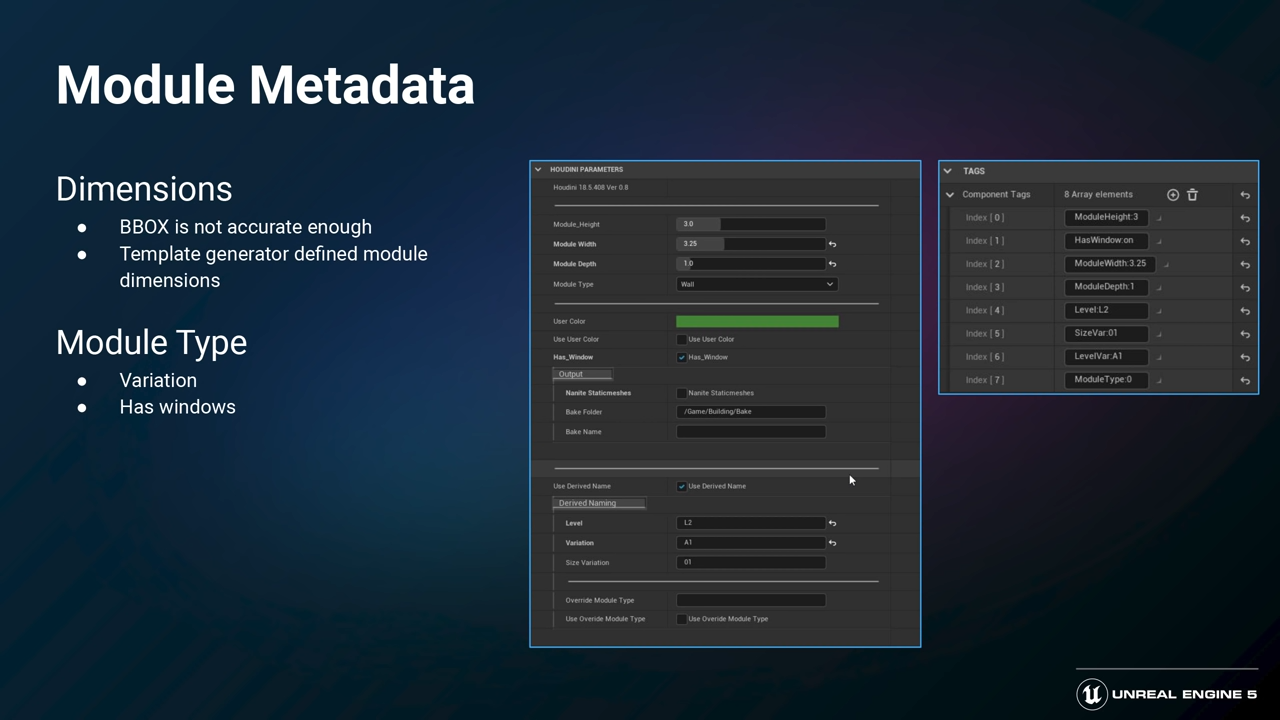 Module Metadata
Dimensions
● BBOX is not accurate enough
● Template generator defined module
dimensions
Module Type
● Variation
● Has windows
HOUDINI PARAMETERS
Houdini 18.5.408 Ver 0.8
Module_Height 3.0
Module Width 3.25
Module Depth 1.0
Module Type Wall
User Color
Use User Color Use User Color
Has_Window Has_Window
Output
Nanite Staticmeshes Nanite Staticmeshes
Bake Folder /Game/Building/Bake
Bake Name
Use Derived Name Use Derived Name
Derived Naming
Level L2
Variation A1
Size Variation 01
Override Module Type
Use Overide Module Type Use Overide Module Type
TAGS
Component Tags 8 Array elements
Index [ 0 ] ModuleHeight:3
Index [ 1 ] HasWindow:on
Index [ 2 ] ModuleWidth:3.25
Index [ 3 ] ModuleDepth:1
Index [ 4 ] Level:L2
Index [ 5 ] SizeVar:01
Index [ 6 ] LevelVar:A1
Index [ 7 ] ModuleType:0
UNREAL ENGINE 5